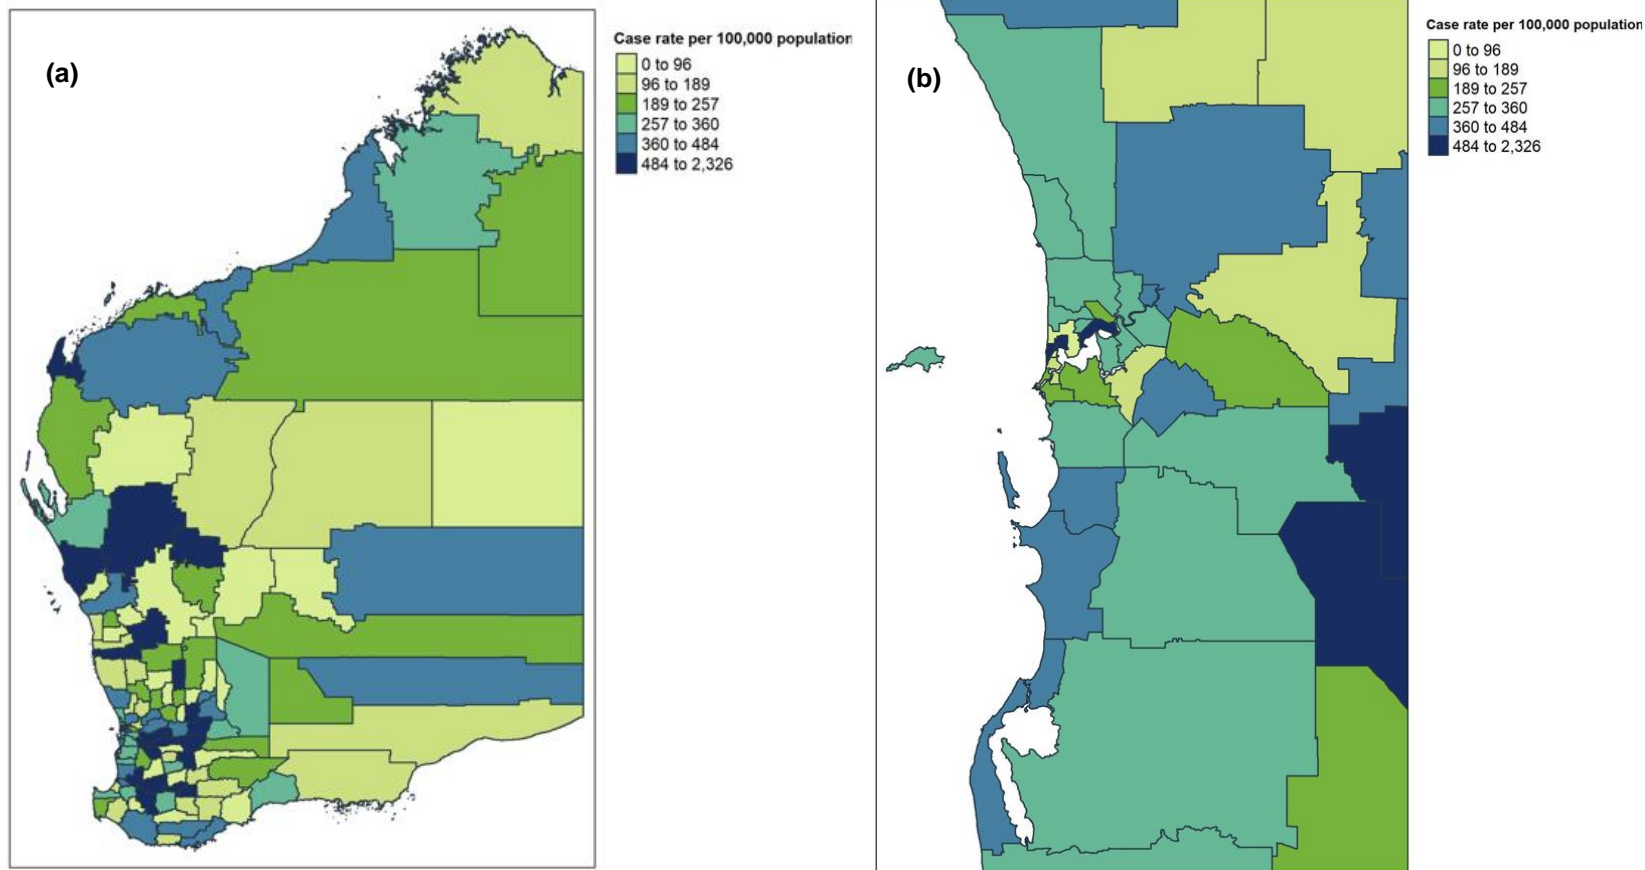 (a)
Case rate per 100,000 population
0 to 96
96 to 189
189 to 257
257 to 360
360 to 484
484 to 2,326
(b)
Case rate per 100,000 population
0 to 96
96 to 189
189 to 257
257 to 360
360 to 484
484 to 2,326